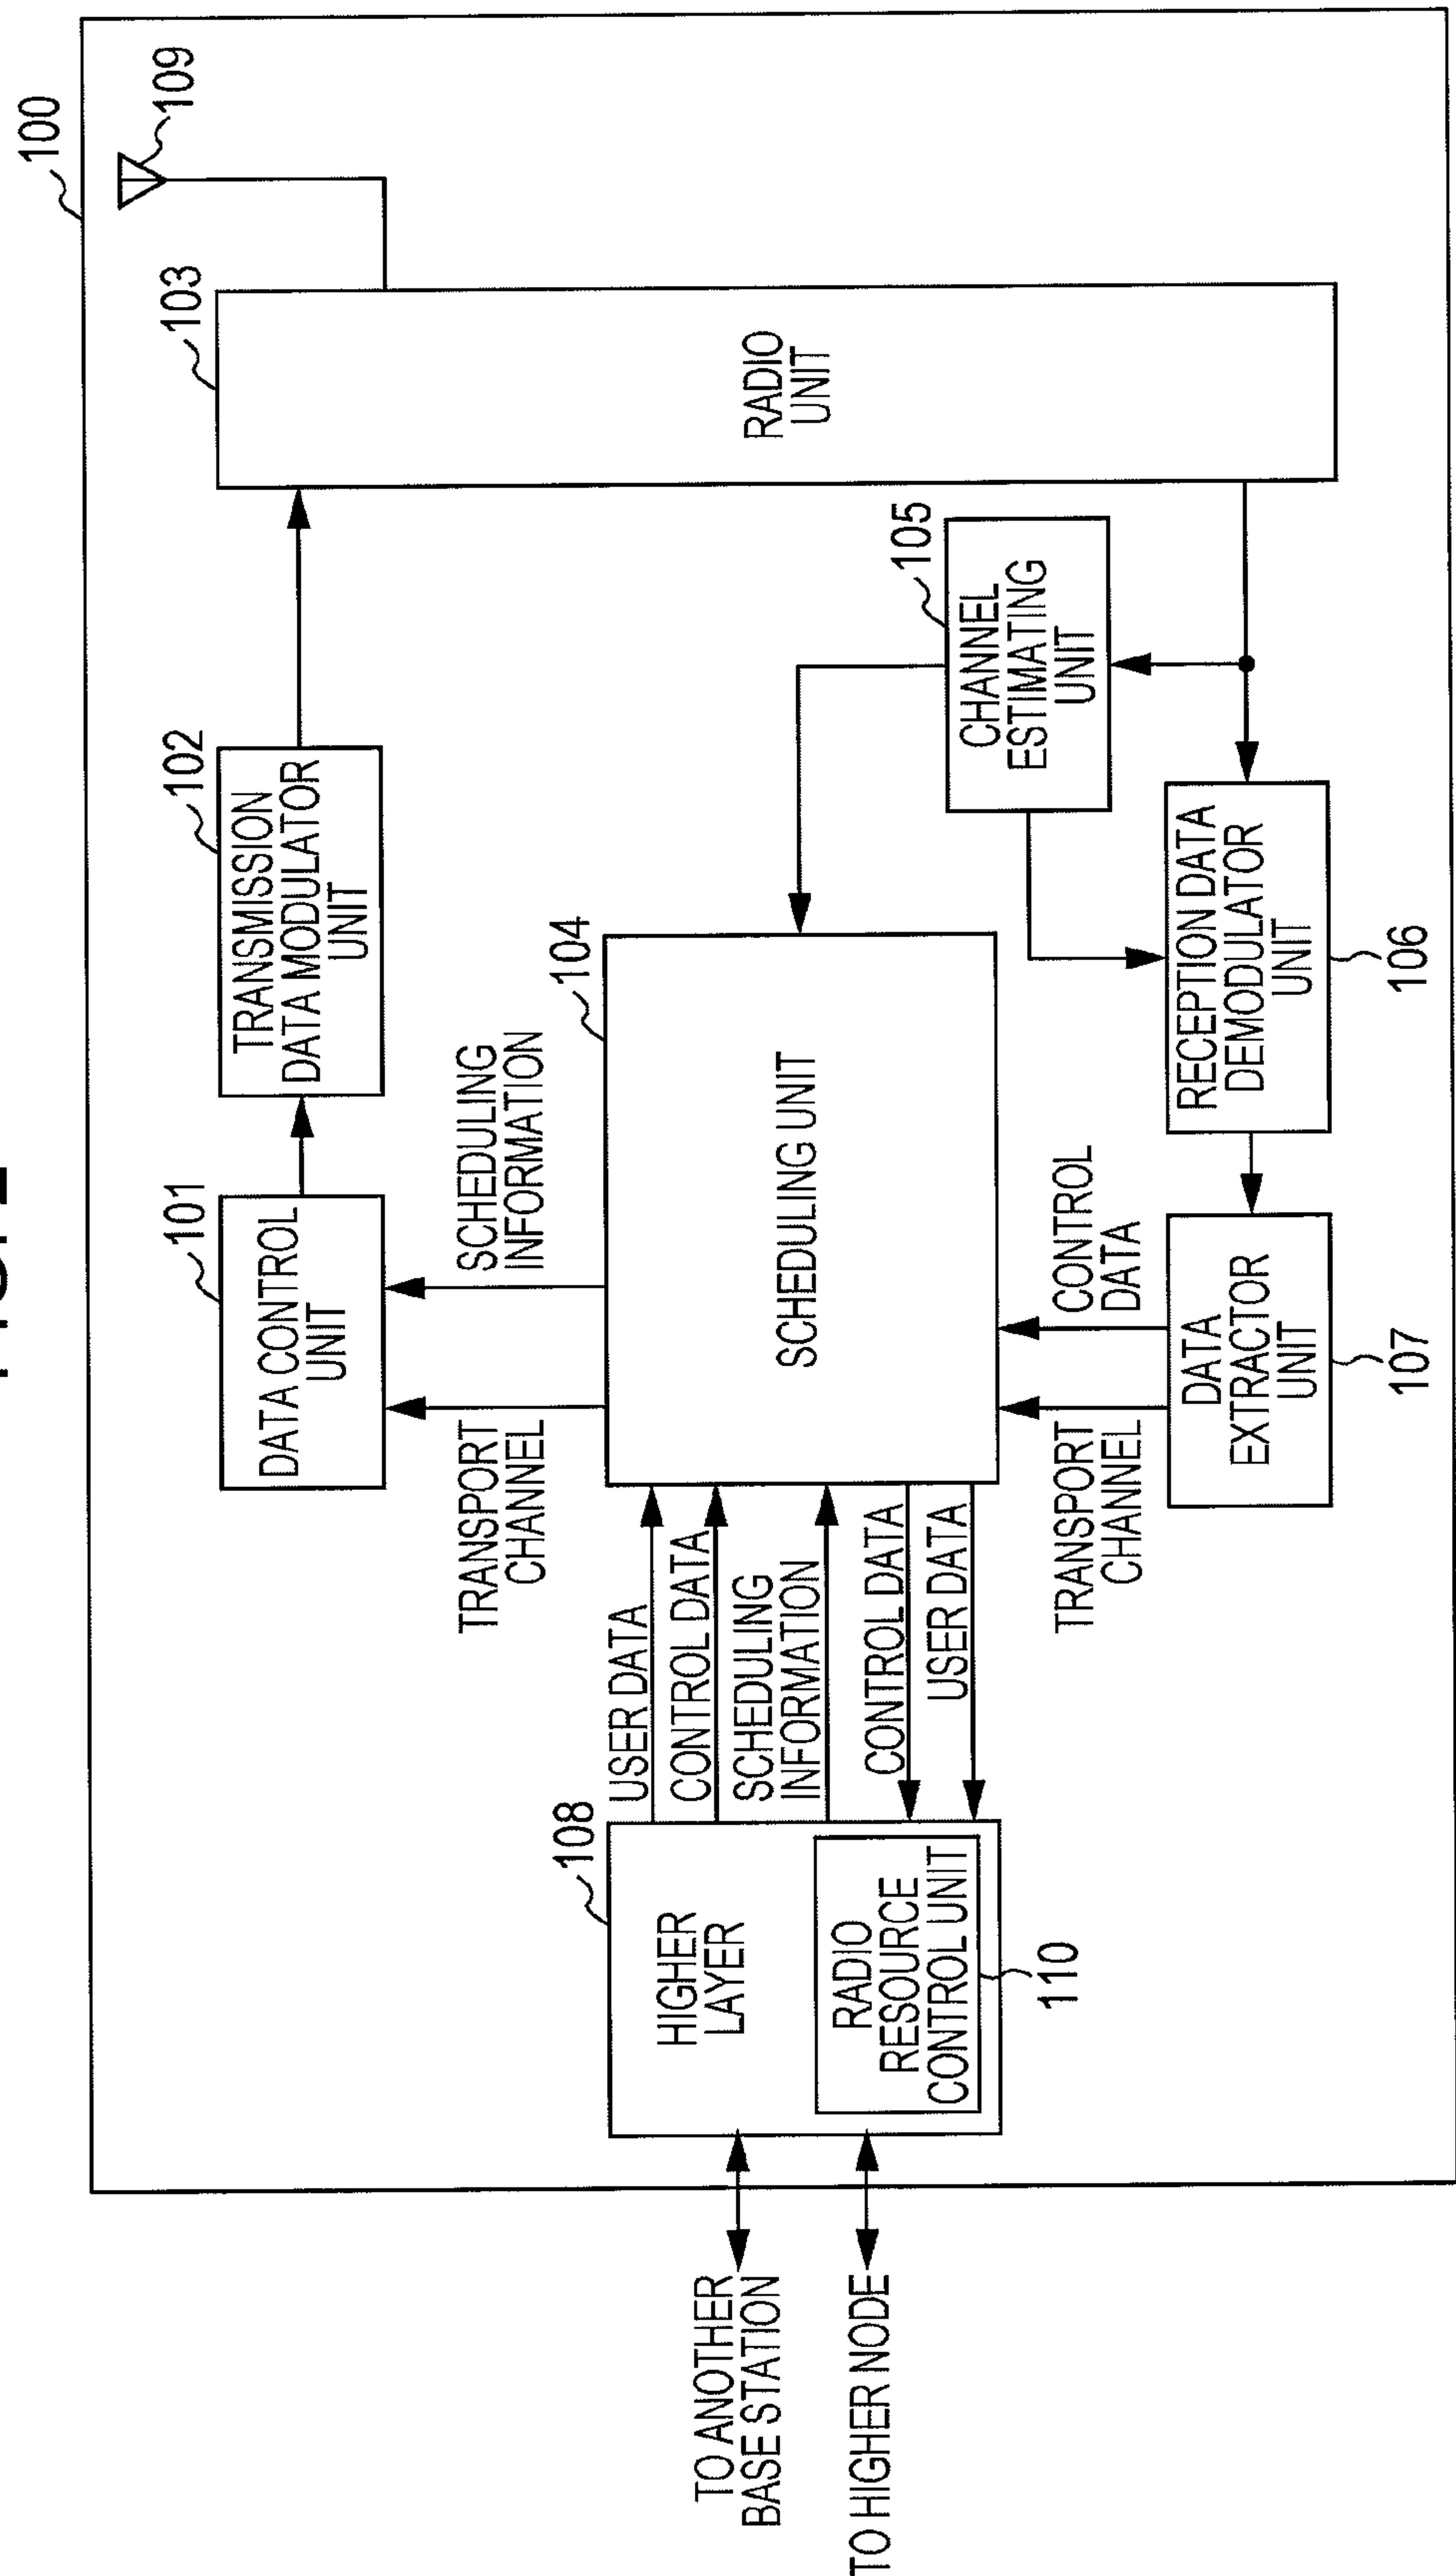 100
109
103
RADIO
UNIT
102
TRANSMISSION
DATA MODULATOR
UNIT
101
DATA CONTROL
UNIT
105
CHANNEL
ESTIMATING
UNIT
104
SCHEDULING UNIT
SCHEDULING
INFORMATION
TRANSPORT
CHANNEL
RECEPTION DATA
DEMODULATOR
UNIT
106
CONTROL
DATA
TRANSPORT
CHANNEL
DATA
EXTRACTOR
UNIT
107
USER DATA
CONTROL DATA
SCHEDULING
INFORMATION
CONTROL DATA
USER DATA
108
HIGHER
LAYER
RADIO
RESOURCE
CONTROL UNIT
110
TO ANOTHER
BASE STATION
TO HIGHER NODE